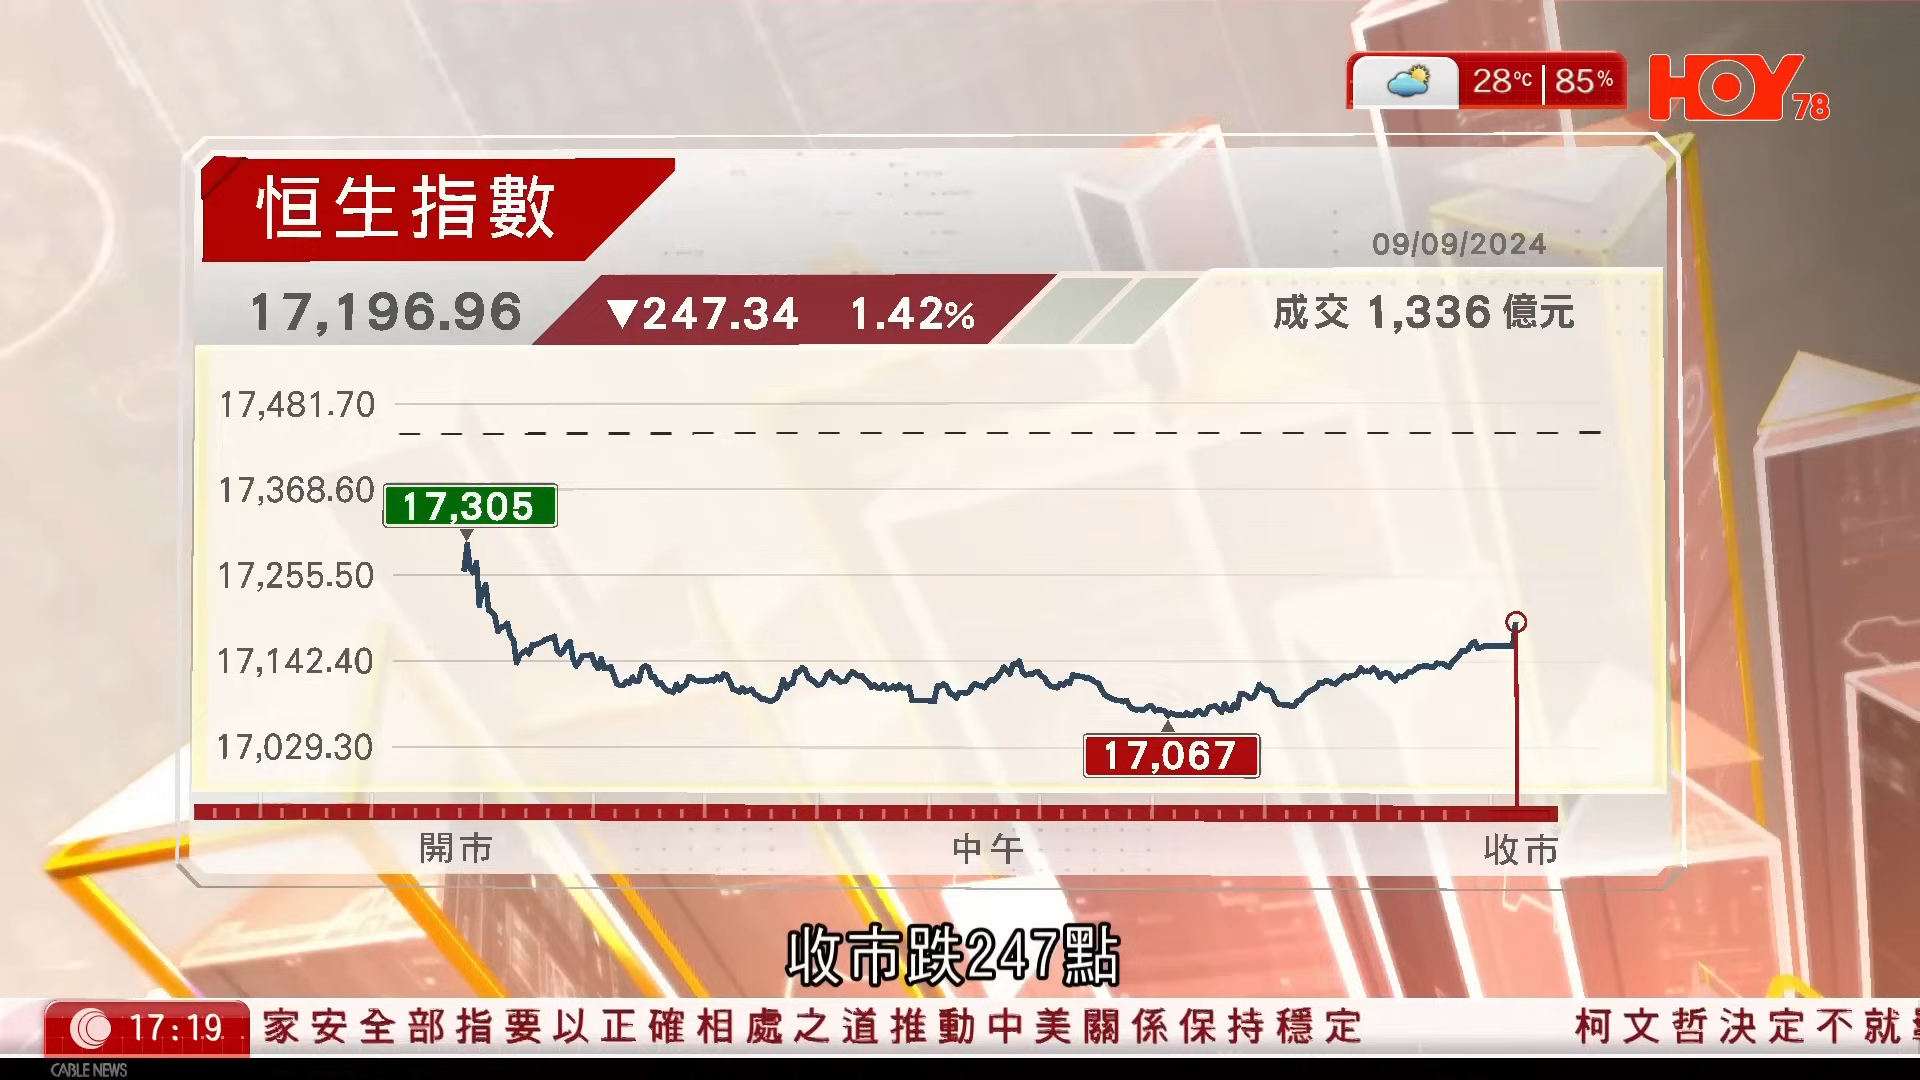 28°C 85%
HOY 78
恒生指數
09/09/2024
17,196.96 ▼247.34 1.42%
成交 1,336 億元
17,481.70
17,368.60
17,305
17,255.50
17,142.40
17,029.30
17,067
開市 中午 收市
收市跌247點
17:19 家安全部指要以正確相處之道推動中美關係保持穩定 柯文哲決定不就
CABLE NEWS